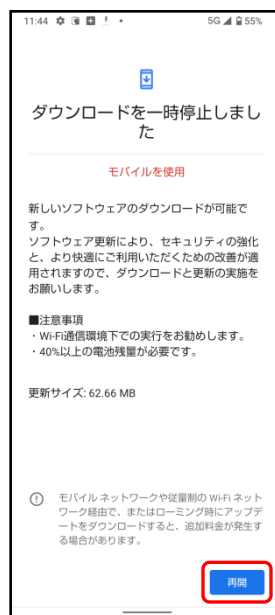 11:44 5G 55%
ダウンロードを一時停止しまし
た
モバイルを使用
新しいソフトウェアのダウンロードが可能で
す。
ソフトウェア更新により、セキュリティの強化
と、より快適にご利用いただくための改善が適
用されますので、ダウンロードと更新の実施を
お願いします。
■注意事項
・Wi-Fi通信環境下での実行をお勧めします。
・40%以上の電池残量が必要です。
更新サイズ: 62.66 MB
モバイル ネットワークや従量制の Wi-Fi ネット
ワーク経由で、またはローミング時にアップデ
ートをダウンロードすると、追加料金が発生す
る場合があります。
再開